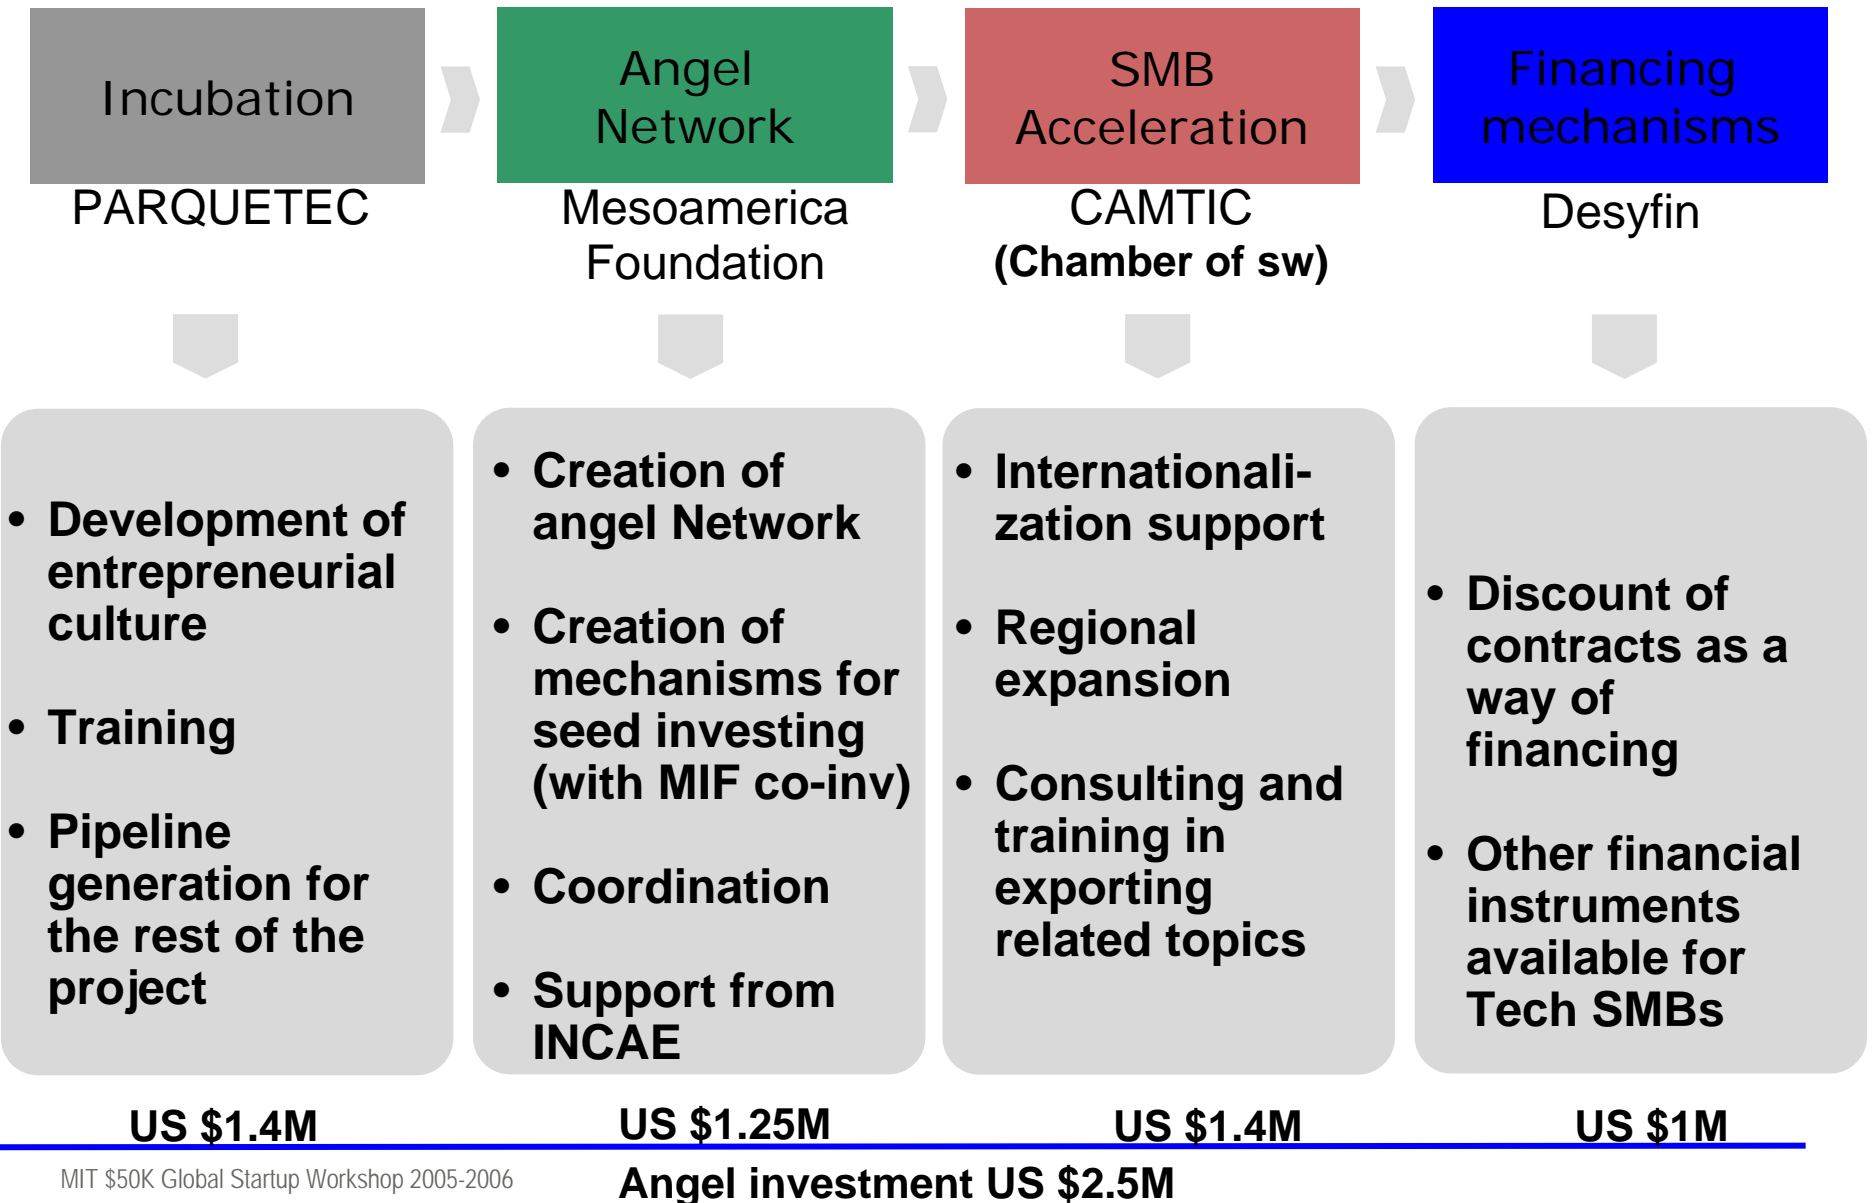 Incubation
Angel
Network
SMB
Acceleration
Financing
mechanisms
PARQUETEC
Mesoamerica
Foundation
CAMTIC
(Chamber of sw)
Desyfin
• Development of
entrepreneurial
culture
• Training
• Pipeline
generation for
the rest of the
project
• Creation of
angel Network
• Creation of
mechanisms for
seed investing
(with MIF co-inv)
• Coordination
• Support from
INCAE
• Internationali-
zation support
• Regional
expansion
• Consulting and
training in
exporting
related topics
• Discount of
contracts as a
way of
financing
• Other financial
instruments
available for
Tech SMBs
US $1.4M
US $1.25M
US $1.4M
US $1M
MIT $50K Global Startup Workshop 2005-2006
Angel investment US $2.5M